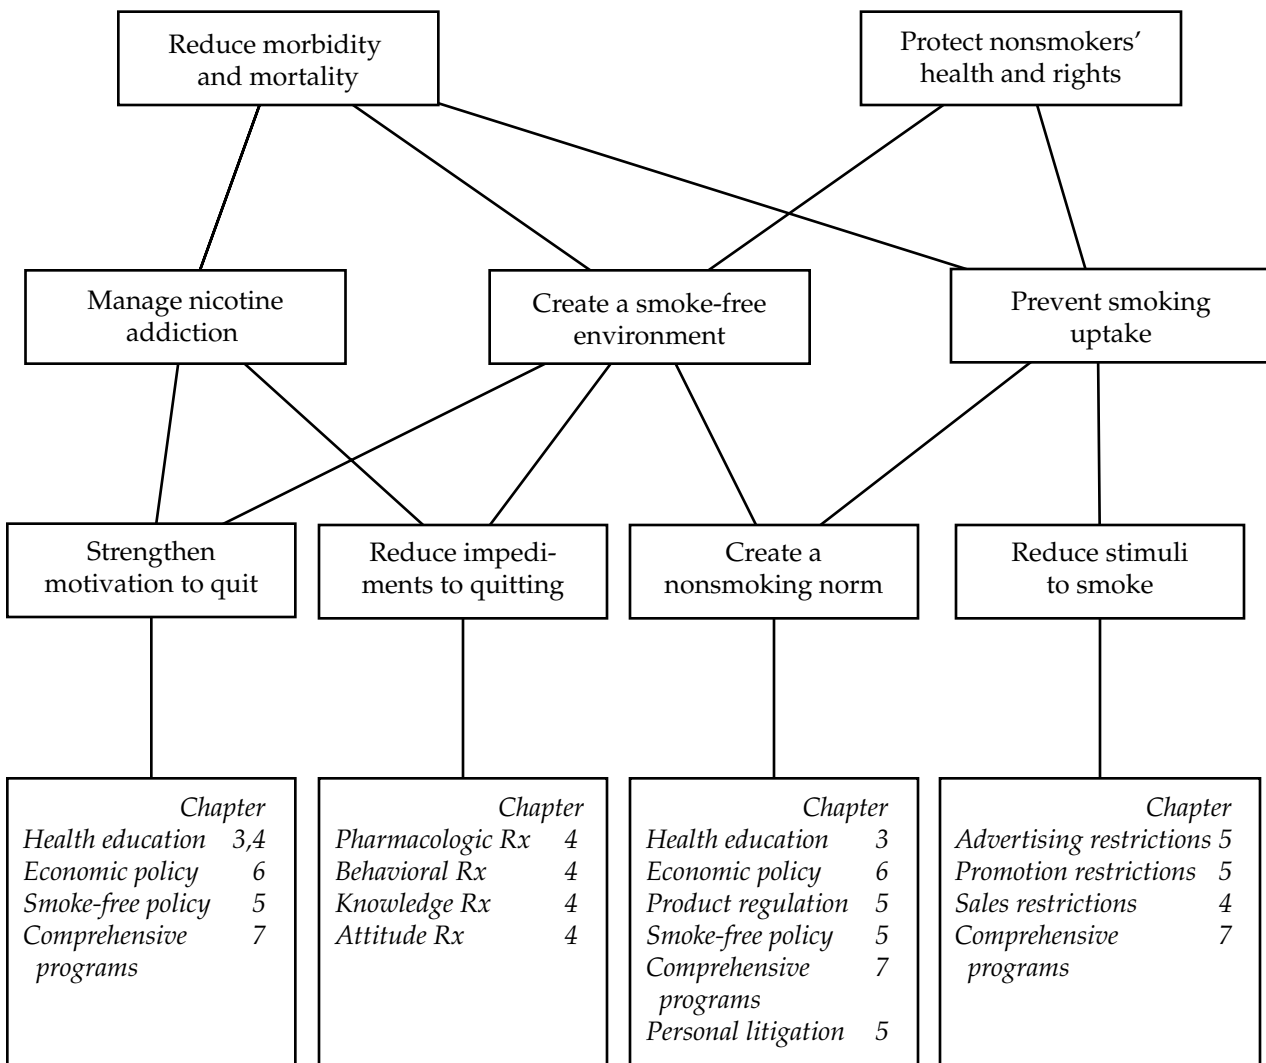 Reduce morbidity
and mortality
Protect nonsmokers’
health and rights
Manage nicotine
addiction
Create a smoke-free
environment
Prevent smoking
uptake
Strengthen
motivation to quit
Reduce impedi-
ments to quitting
Create a
nonsmoking norm
Reduce stimuli
to smoke
Chapter
Health education 3,4
Economic policy 6
Smoke-free policy 5
Comprehensive 7
programs
Chapter
Pharmacologic Rx 4
Behavioral Rx 4
Knowledge Rx 4
Attitude Rx 4
Chapter
Health education 3
Economic policy 6
Product regulation 5
Smoke-free policy 5
Comprehensive 7
programs
Personal litigation 5
Chapter
Advertising restrictions 5
Promotion restrictions 5
Sales restrictions 4
Comprehensive 7
programs